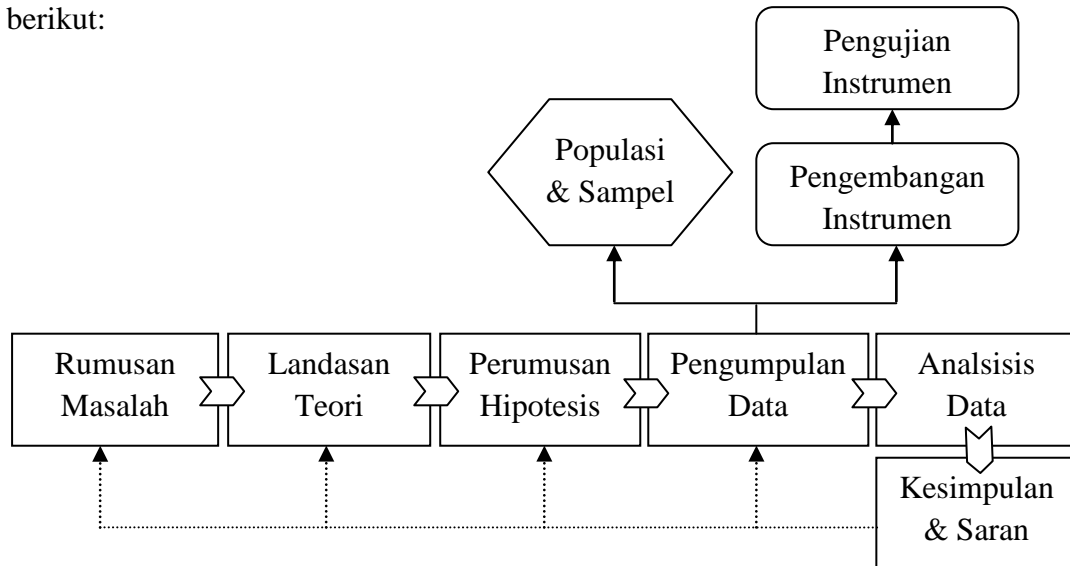 berikut:
Pengujian
Instrumen
Populasi
& Sampel
Pengembangan
Instrumen
Rumusan
Masalah
Landasan
Teori
Perumusan
Hipotesis
Pengumpulan
Data
Analsisis
Data
Kesimpulan
& Saran